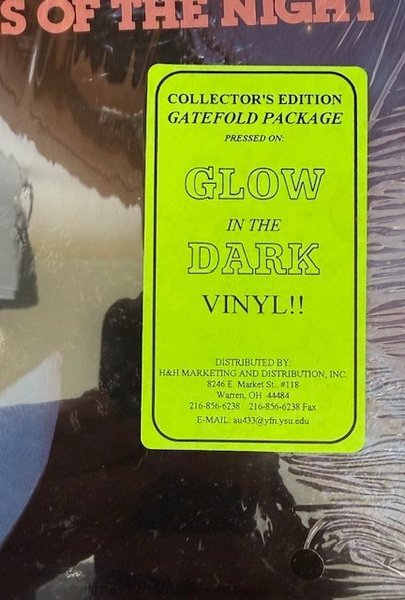 S OF THE NIGHT
COLLECTOR'S EDITION
GATEFOLD PACKAGE
PRESSED ON:
GLOW
IN THE
DARK
VINYL!!
DISTRIBUTED BY:
H&H MARKETING AND DISTRIBUTION, INC.
8246 E. Market St.. #118
Warren, OH 44484
216-856-6238 216-856-6238 Fax
E-MAIL: au433@yfn.ysu.edu